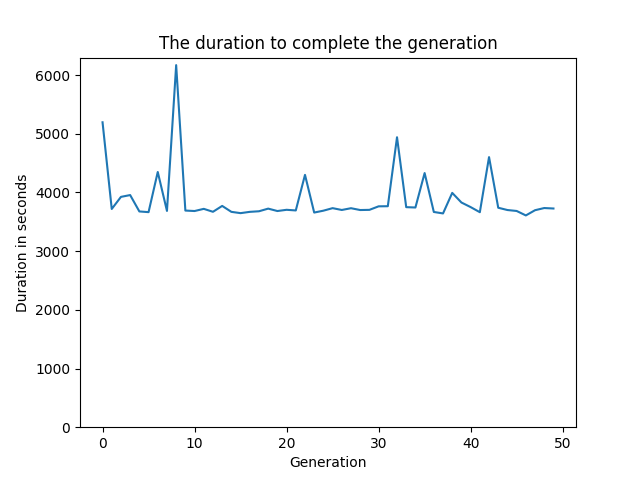 The duration to complete the generation
6000
5000
4000
3000
2000
1000
0
Duration in seconds
0 10 20 30 40 50
Generation